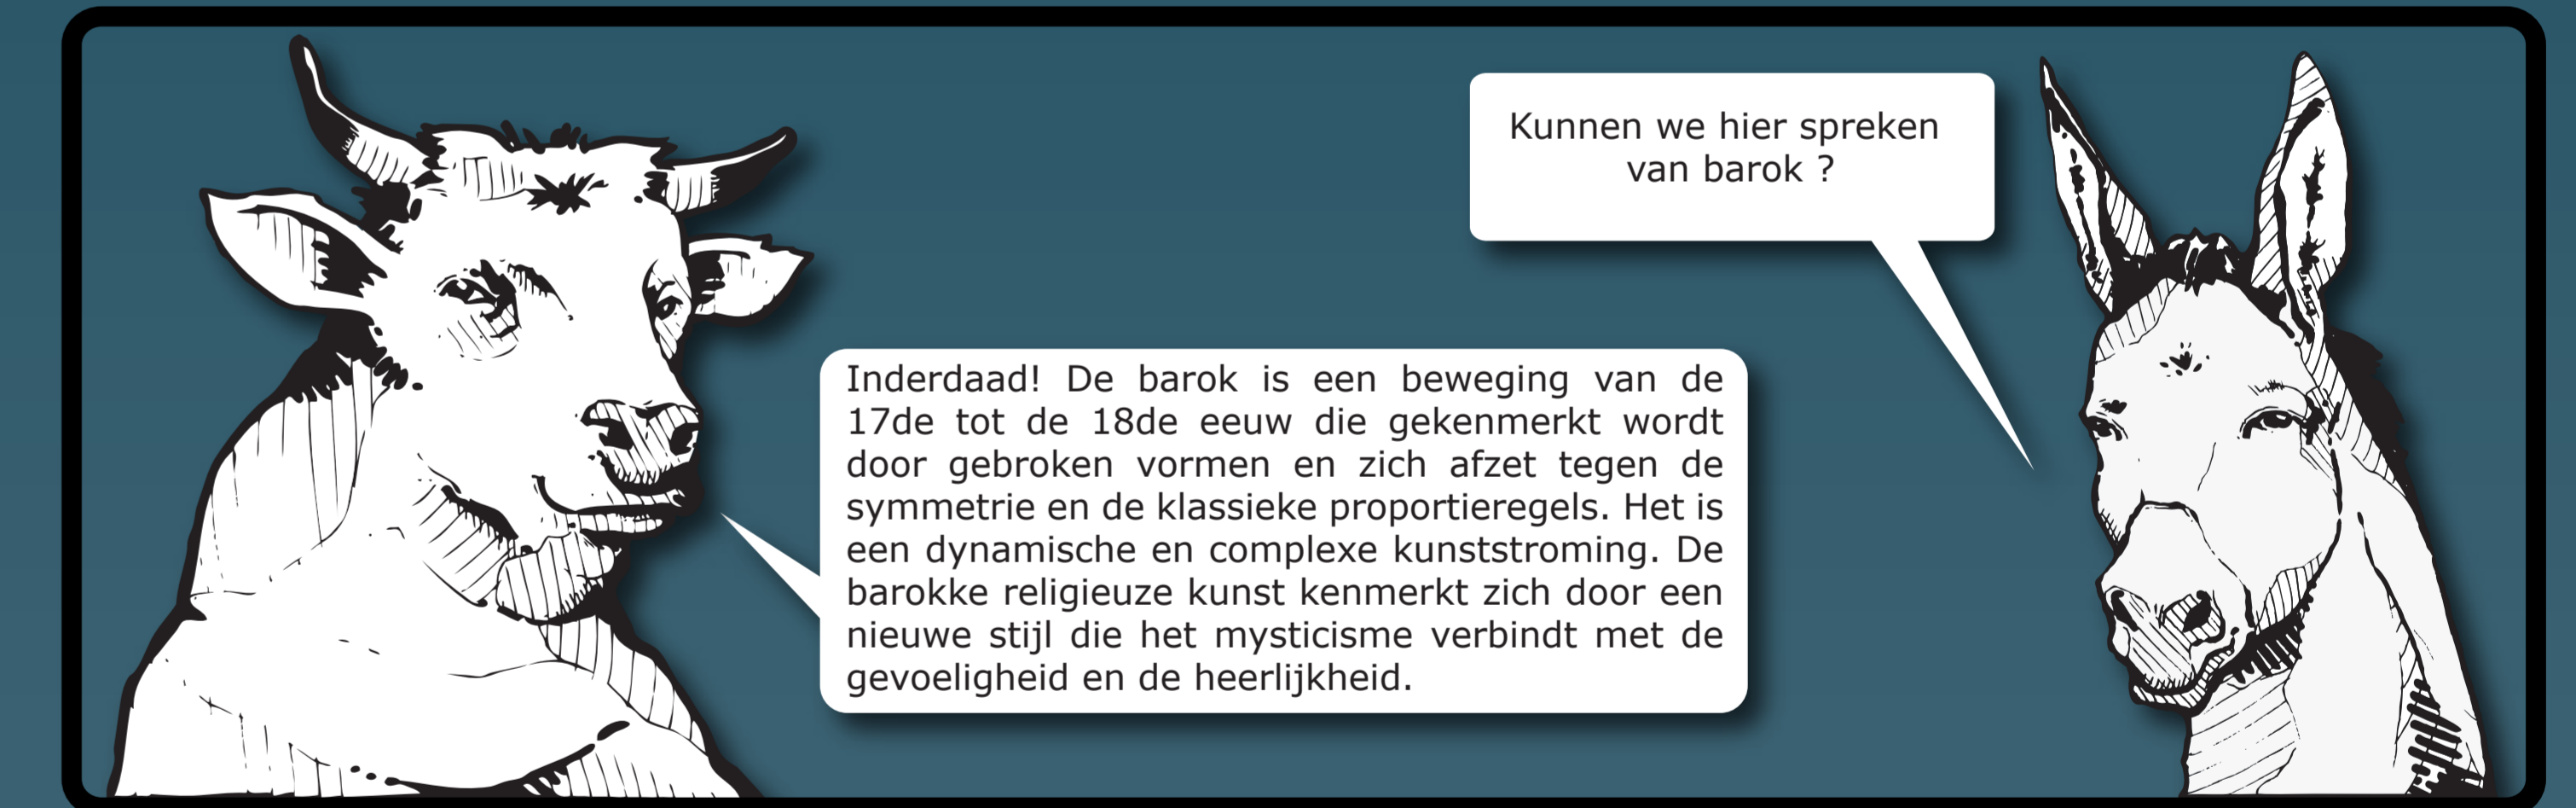 Kunnen we hier spreken
van barok ?
Inderdaad! De barok is een beweging van de
17de tot de 18de eeuw die gekenmerkt wordt
door gebroken vormen en zich afzet tegen de
symmetrie en de klassieke proportieregels. Het is
een dynamische en complexe kunststroming. De
barokke religieuze kunst kenmerkt zich door een
nieuwe stijl die het mysticisme verbindt met de
gevoeligheid en de heerlijkheid.